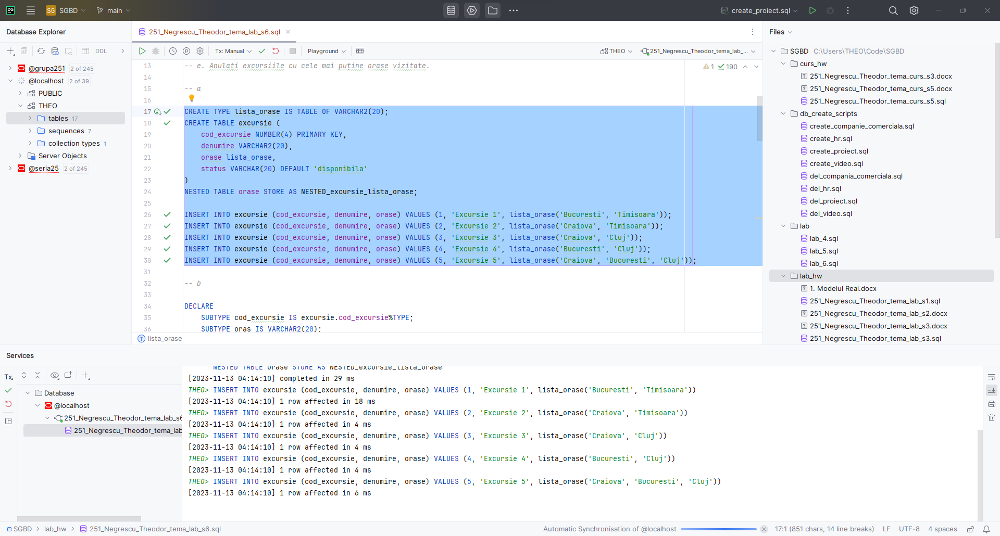 DG
SG SGBD
main
create_proiect.sql
Database Explorer
DDL
@grupa251 2 of 245
@localhost 2 of 39
PUBLIC
THEO
tables 17
sequences 7
collection types 1
Server Objects
@seria25 2 of 245
251_Negrescu_Theodor_tema_lab_s6.sql
Tx: Manual
Playground
THEO
251_Negrescu_Theodor_tema_lab_...
1 190
13 -- e. Anulați excursiile cu cele mai puține orașe vizitate.
14
15 -- a
16
17 CREATE TYPE lista_orase IS TABLE OF VARCHAR2(20);
18 CREATE TABLE excursie (
19 cod_excursie NUMBER(4) PRIMARY KEY,
20 denumire VARCHAR2(20),
21 orase lista_orase,
22 status VARCHAR(20) DEFAULT 'disponibila'
23 )
24 NESTED TABLE orase STORE AS NESTED_excursie_lista_orase;
25
26 INSERT INTO excursie (cod_excursie, denumire, orase) VALUES (1, 'Excursie 1', lista_orase('Bucuresti', 'Timisoara'));
27 INSERT INTO excursie (cod_excursie, denumire, orase) VALUES (2, 'Excursie 2', lista_orase('Craiova', 'Timisoara'));
28 INSERT INTO excursie (cod_excursie, denumire, orase) VALUES (3, 'Excursie 3', lista_orase('Craiova', 'Cluj'));
29 INSERT INTO excursie (cod_excursie, denumire, orase) VALUES (4, 'Excursie 4', lista_orase('Bucuresti', 'Cluj'));
30 INSERT INTO excursie (cod_excursie, denumire, orase) VALUES (5, 'Excursie 5', lista_orase('Craiova', 'Bucuresti', 'Cluj'));
31
32 -- b
33
34 DECLARE
35 SUBTYPE cod_excursie IS excursie.cod_excursie%TYPE;
36 SUBTYPE oras IS VARCHAR2(20);
T lista_orase
Files
SGBD C:\Users\THEO\Code\SGBD
curs_hw
251_Negrescu_Theodor_tema_curs_s3.docx
251_Negrescu_Theodor_tema_curs_s5.docx
251_Negrescu_Theodor_tema_curs_s5.sql
db_create_scripts
create_companie_comerciala.sql
create_hr.sql
create_proiect.sql
create_video.sql
del_compania_comerciala.sql
del_hr.sql
del_proiect.sql
del_video.sql
lab
lab_4.sql
lab_5.sql
lab_6.sql
lab_hw
1. Modelul Real.docx
251_Negrescu_Theodor_tema_lab_s1.sql
251_Negrescu_Theodor_tema_lab_s2.docx
251_Negrescu_Theodor_tema_lab_s3.docx
251_Negrescu_Theodor_tema_lab_s3.sql
Services
Tx
Database
@localhost
251_Negrescu_Theodor_tema_lab_s6
251_Negrescu_Theodor_tema_lab
NESTED TABLE orase STORE AS NESTED_excursie_lista_orase
[2023-11-13 04:14:10] completed in 29 ms
THEO> INSERT INTO excursie (cod_excursie, denumire, orase) VALUES (1, 'Excursie 1', lista_orase('Bucuresti', 'Timisoara'))
[2023-11-13 04:14:10] 1 row affected in 18 ms
THEO> INSERT INTO excursie (cod_excursie, denumire, orase) VALUES (2, 'Excursie 2', lista_orase('Craiova', 'Timisoara'))
[2023-11-13 04:14:10] 1 row affected in 4 ms
THEO> INSERT INTO excursie (cod_excursie, denumire, orase) VALUES (3, 'Excursie 3', lista_orase('Craiova', 'Cluj'))
[2023-11-13 04:14:10] 1 row affected in 4 ms
THEO> INSERT INTO excursie (cod_excursie, denumire, orase) VALUES (4, 'Excursie 4', lista_orase('Bucuresti', 'Cluj'))
[2023-11-13 04:14:10] 1 row affected in 4 ms
THEO> INSERT INTO excursie (cod_excursie, denumire, orase) VALUES (5, 'Excursie 5', lista_orase('Craiova', 'Bucuresti', 'Cluj'))
[2023-11-13 04:14:10] 1 row affected in 6 ms
SGBD > lab_hw > 251_Negrescu_Theodor_tema_lab_s6.sql
Automatic Synchronisation of @localhost
17:1 (851 chars, 14 line breaks) LF UTF-8 4 spaces